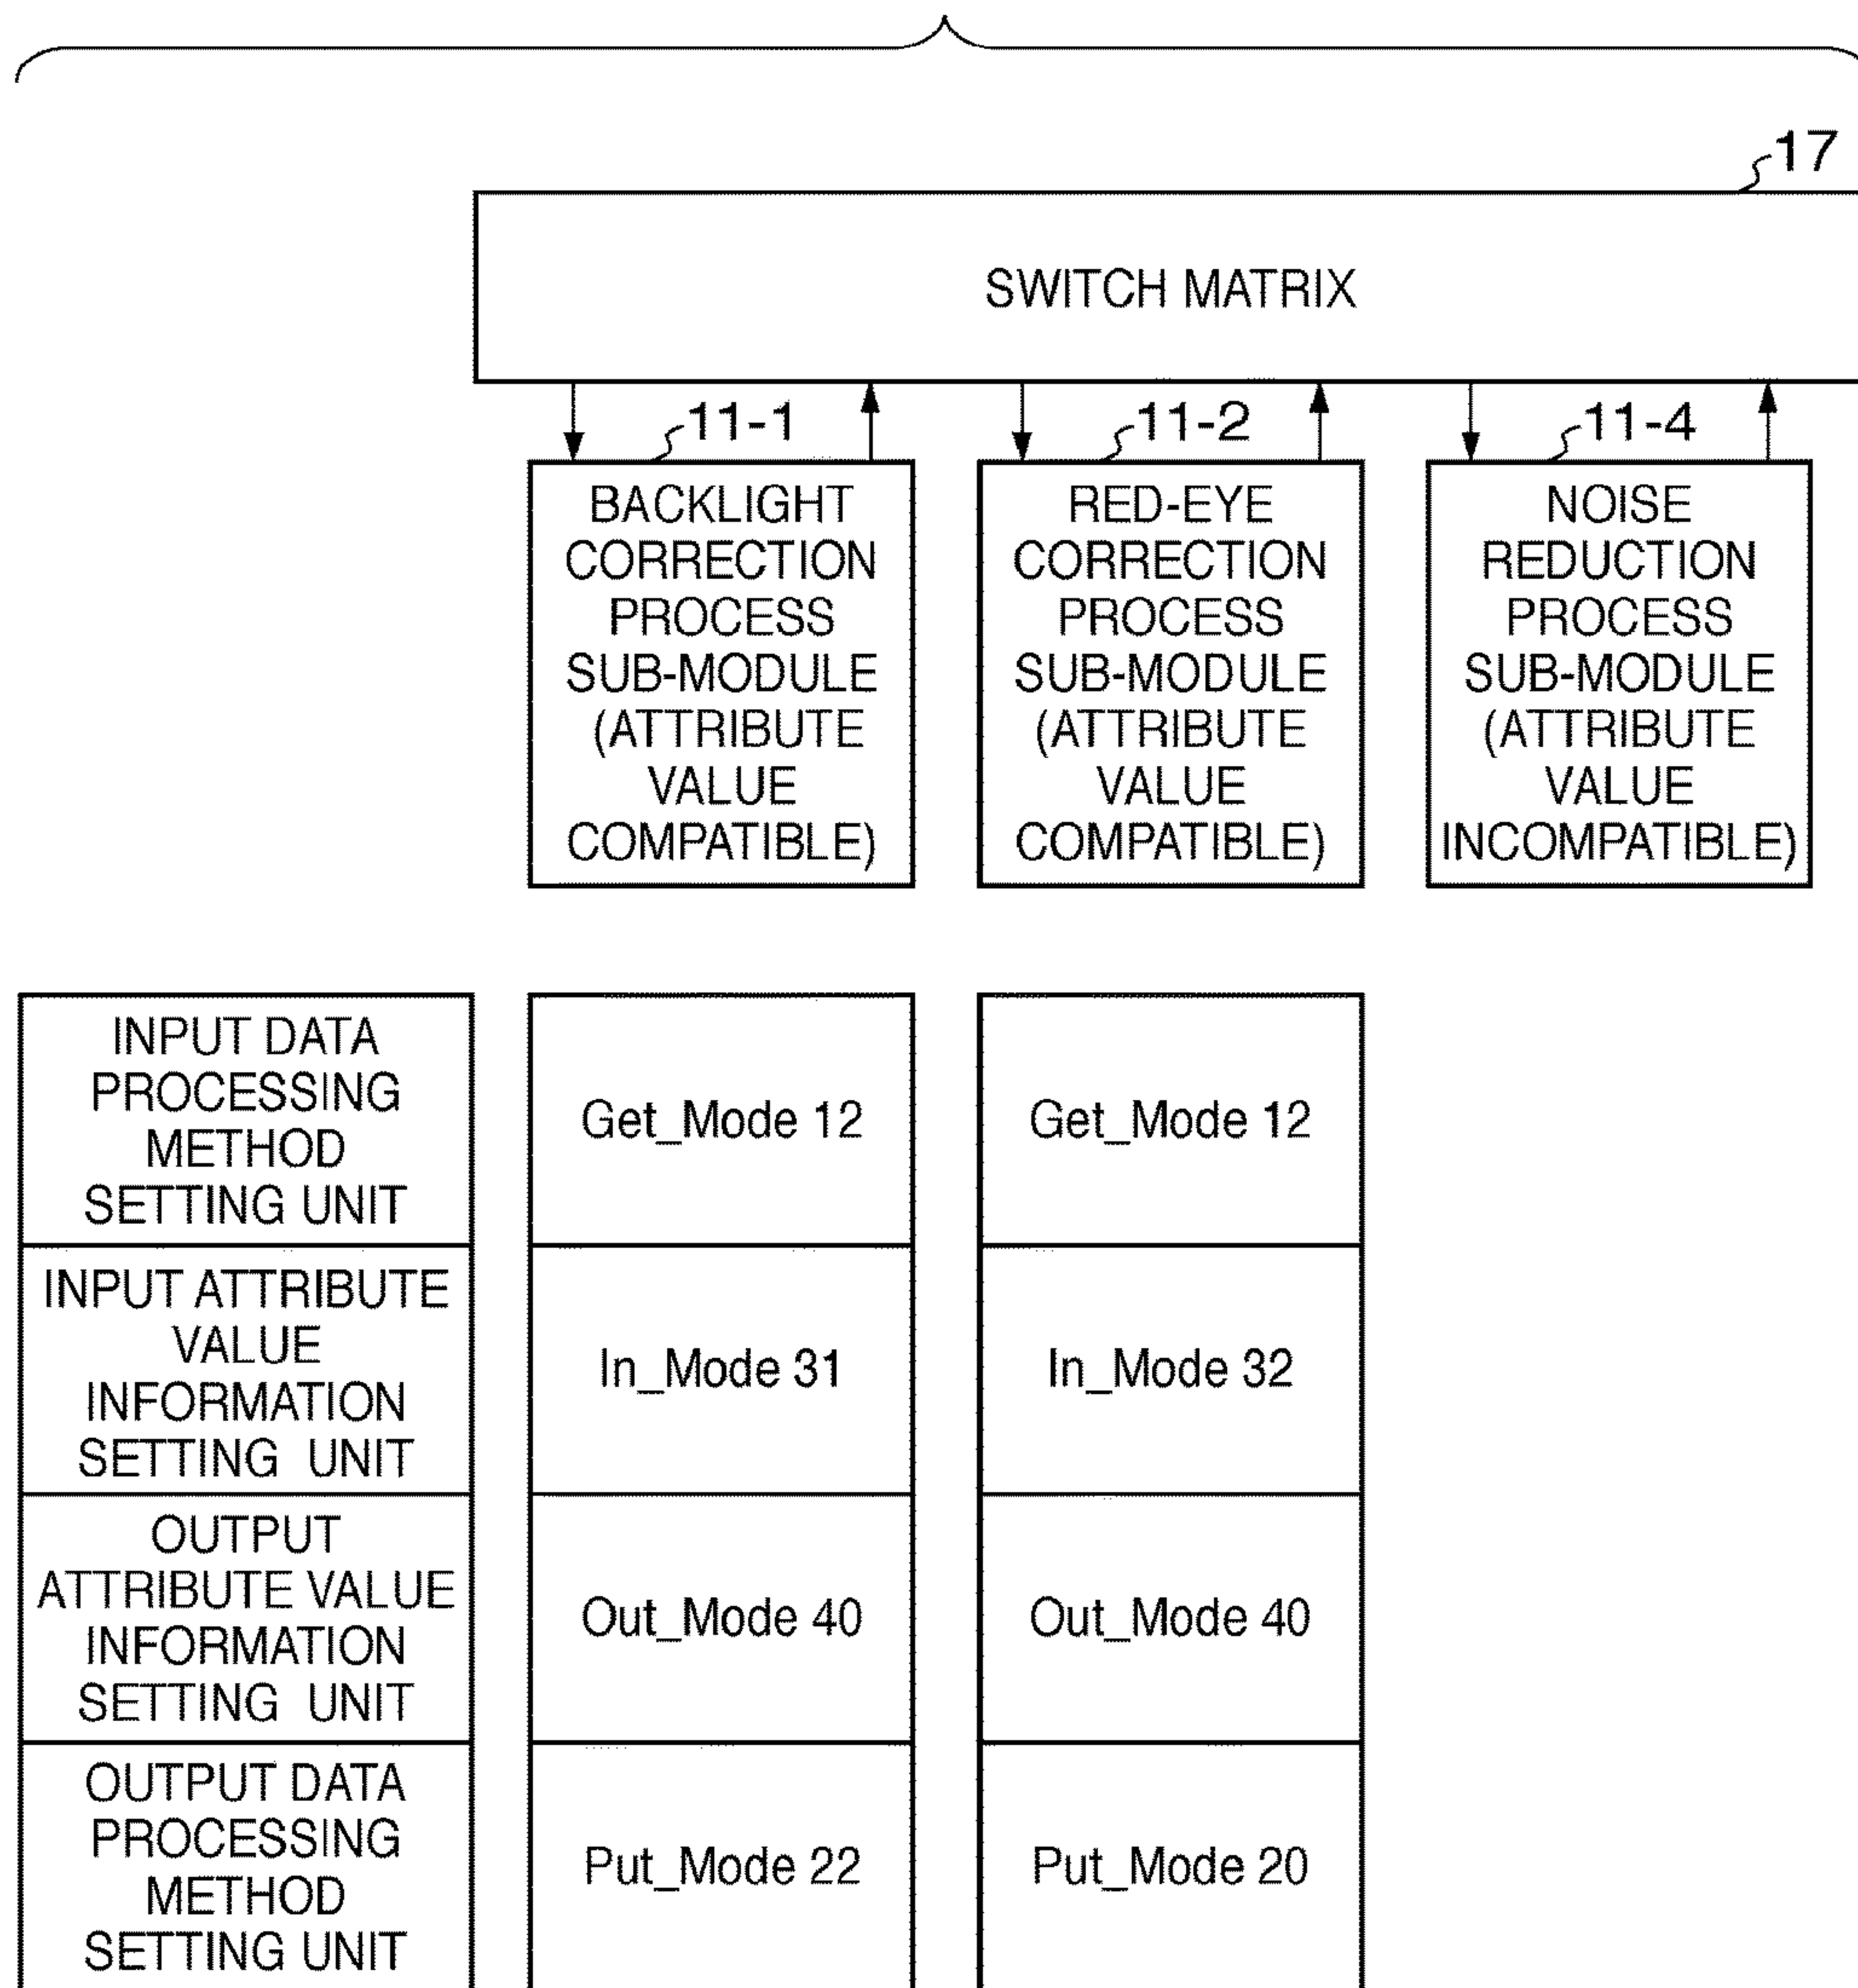 17
SWITCH MATRIX
11-1
11-2
11-4
BACKLIGHT
CORRECTION
PROCESS
SUB-MODULE
(ATTRIBUTE
VALUE
COMPATIBLE)
RED-EYE
CORRECTION
PROCESS
SUB-MODULE
(ATTRIBUTE
VALUE
COMPATIBLE)
NOISE
REDUCTION
PROCESS
SUB-MODULE
(ATTRIBUTE
VALUE
INCOMPATIBLE)
INPUT DATA
PROCESSING
METHOD
SETTING UNIT
Get_Mode 12
Get_Mode 12
INPUT ATTRIBUTE
VALUE
INFORMATION
SETTING UNIT
In_Mode 31
In_Mode 32
OUTPUT
ATTRIBUTE VALUE
INFORMATION
SETTING UNIT
Out_Mode 40
Out_Mode 40
OUTPUT DATA
PROCESSING
METHOD
SETTING UNIT
Put_Mode 22
Put_Mode 20